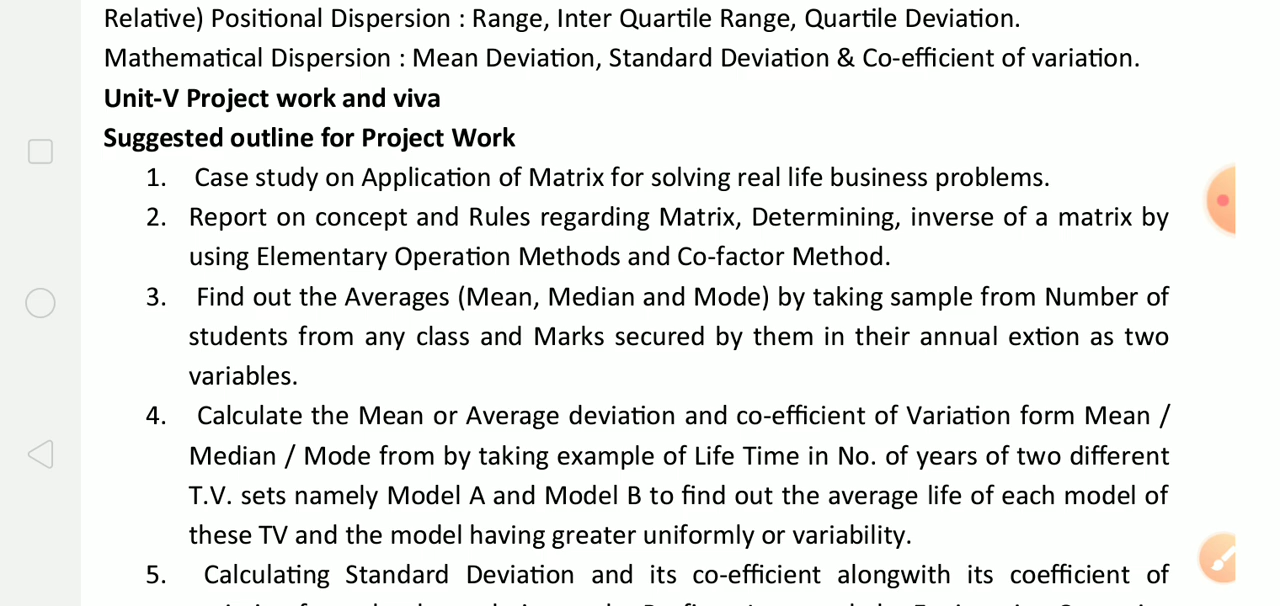 Relative) Positional Dispersion : Range, Inter Quartile Range, Quartile Deviation.
Mathematical Dispersion : Mean Deviation, Standard Deviation & Co-efficient of variation.
Unit-V Project work and viva
Suggested outline for Project Work
1. Case study on Application of Matrix for solving real life business problems.
2. Report on concept and Rules regarding Matrix, Determining, inverse of a matrix by
using Elementary Operation Methods and Co-factor Method.
3. Find out the Averages (Mean, Median and Mode) by taking sample from Number of
students from any class and Marks secured by them in their annual extion as two
variables.
4. Calculate the Mean or Average deviation and co-efficient of Variation form Mean /
Median / Mode from by taking example of Life Time in No. of years of two different
T.V. sets namely Model A and Model B to find out the average life of each model of
these TV and the model having greater uniformly or variability.
5. Calculating Standard Deviation and its co-efficient alongwith its coefficient of